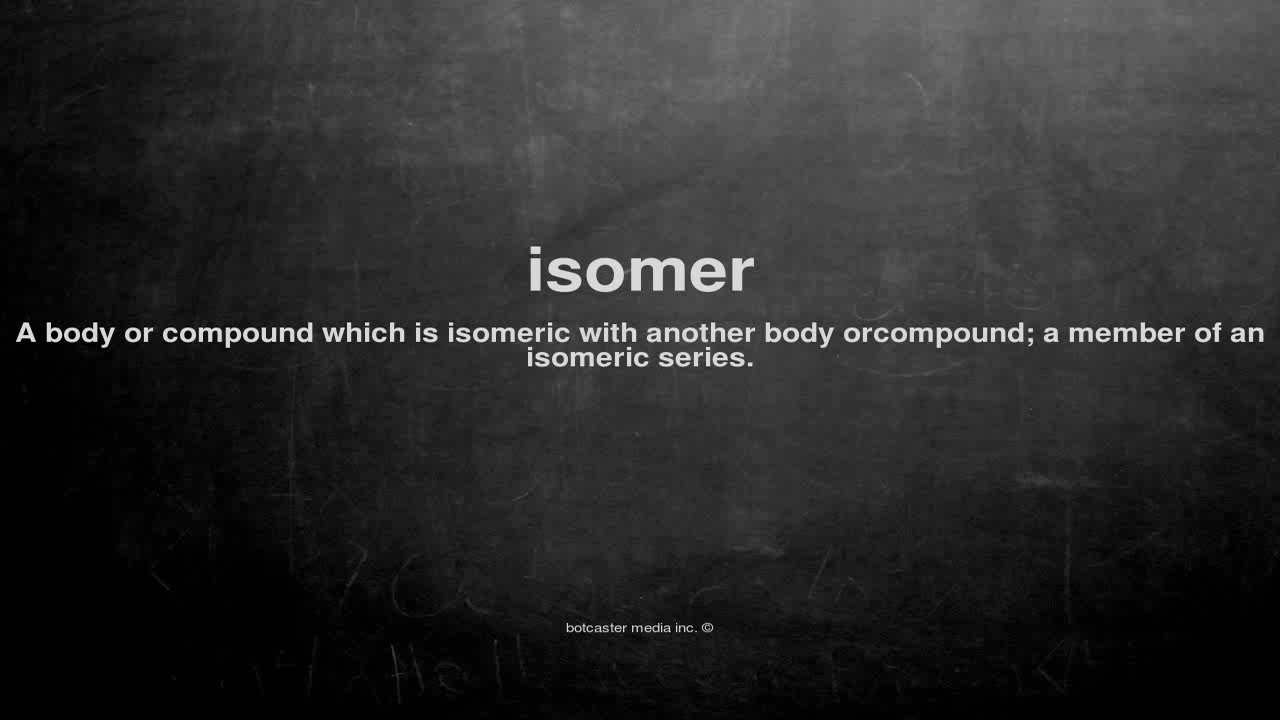 isomer
A body or compound which is isomeric with another body orcompound; a member of an
isomeric series.
botcaster media inc. ©